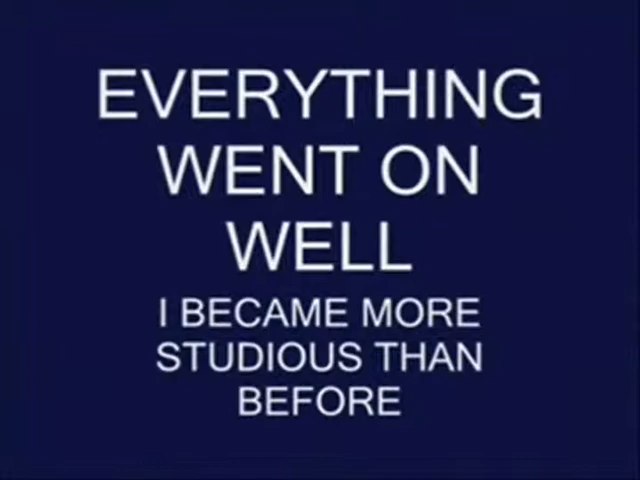 EVERYTHING
WENT ON
WELL
I BECAME MORE
STUDIOUS THAN
BEFORE